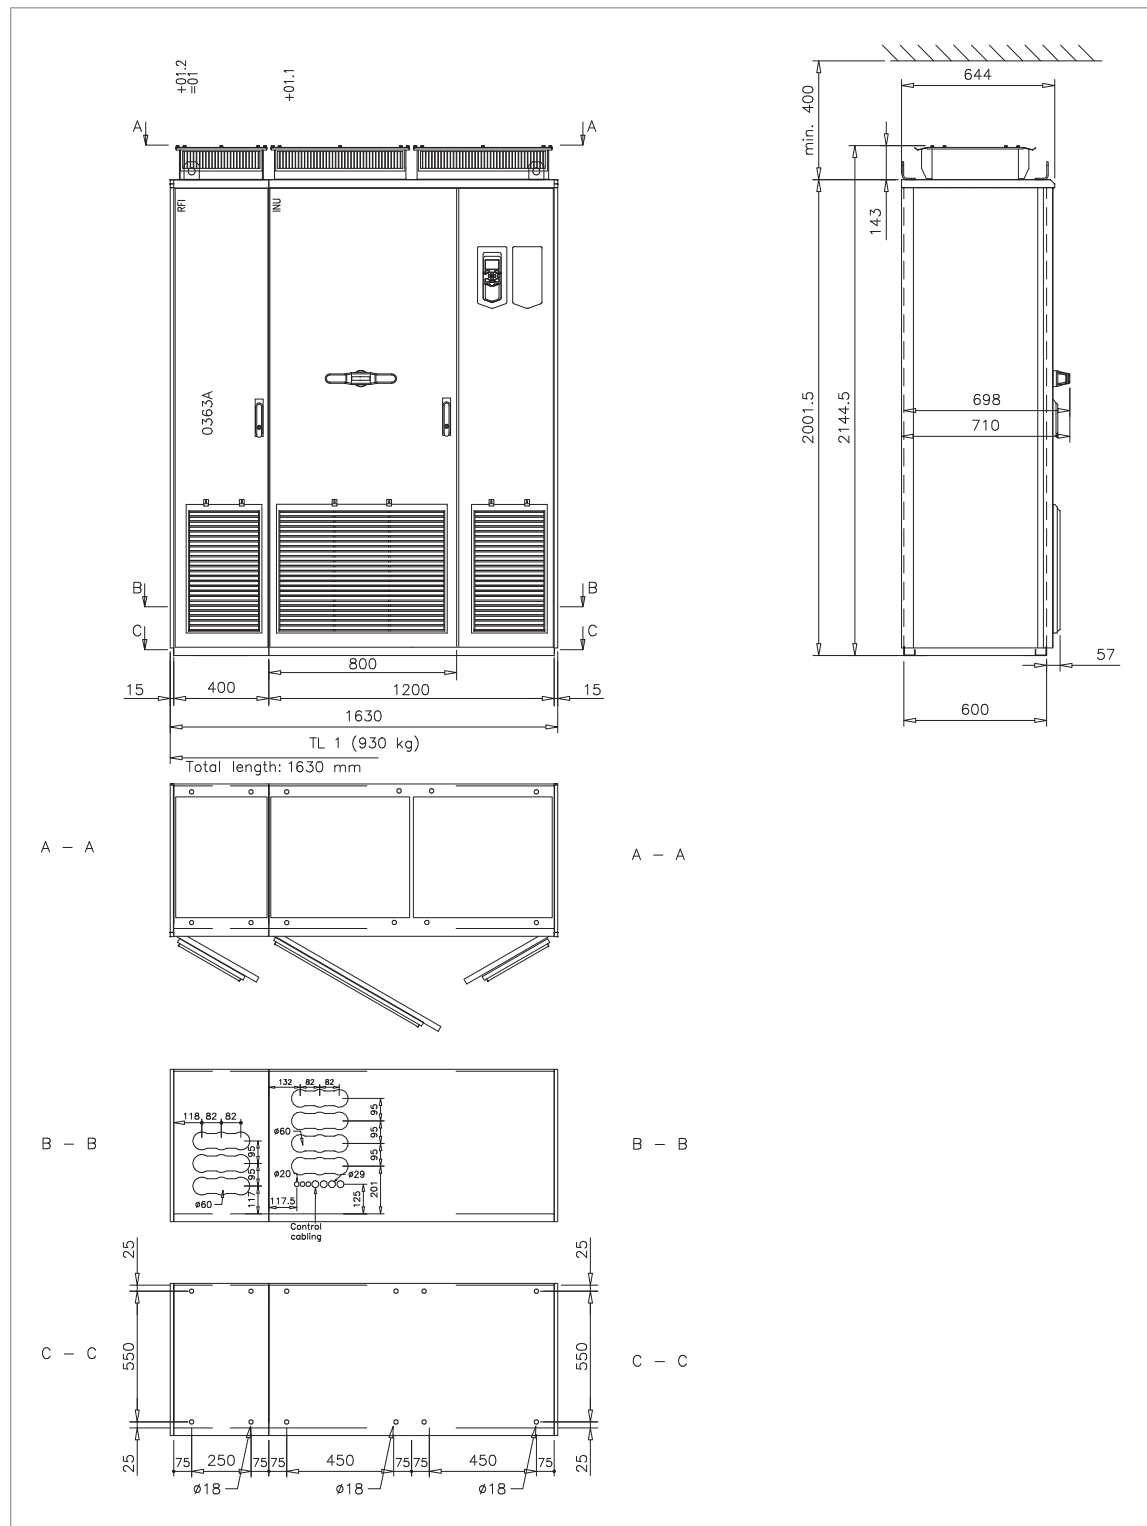 +01.2
=01
+01.1
A
A
RFI
INU
0363A
B
B
C
C
800
15
400
1200
15
1630
TL 1 (930 kg)
Total length: 1630 mm
644
min. 400
143
2001.5
2144.5
698
710
57
600
A – A
A – A
132
82
82
118
82
82
95
95
95
95
95
117
ø60
ø60
ø20
ø29
201
125
117.5
Control
cabling
B – B
B – B
25
25
550
550
C – C
C – C
25
25
75
250
75
75
450
75
75
450
75
ø18
ø18
ø18